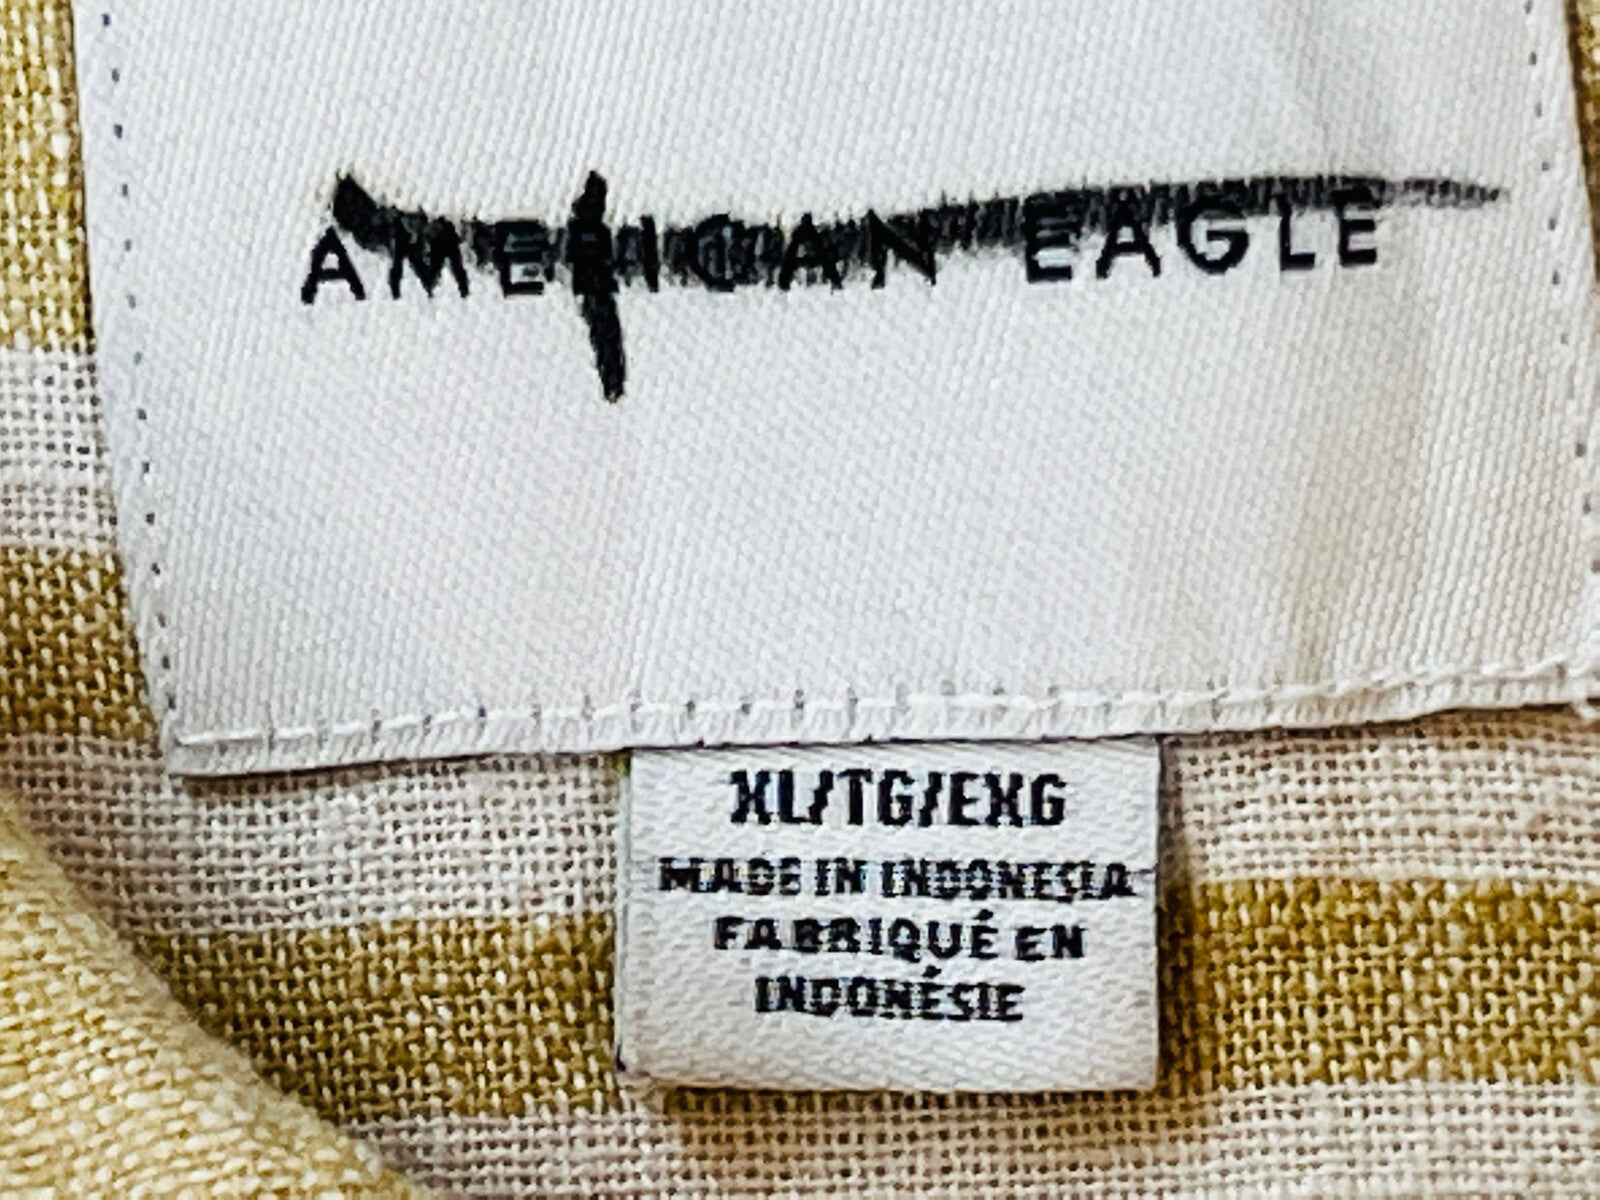 AMERICAN EAGLE
XL/TG/EXG
MADE IN INDONESIA
FABRIQUÉ EN
INDONÉSIE